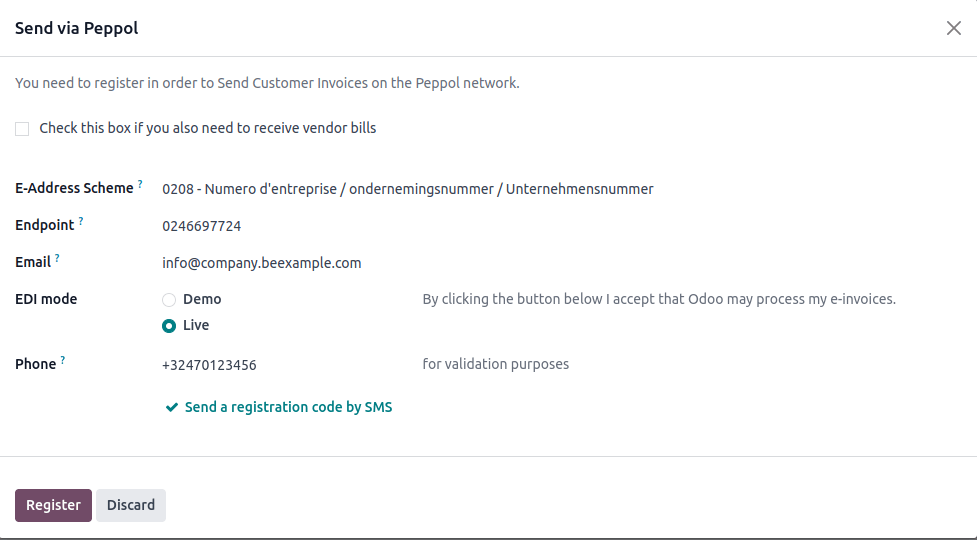 Send via Peppol
You need to register in order to Send Customer Invoices on the Peppol network.
Check this box if you also need to receive vendor bills
E-Address Scheme ? 0208 - Numero d'entreprise / ondernemingsnummer / Unternehmensnummer
Endpoint ? 0246697724
Email ? info@company.beexample.com
EDI mode Demo By clicking the button below I accept that Odoo may process my e-invoices.
Live
Phone ? +32470123456 for validation purposes
Send a registration code by SMS
Register Discard